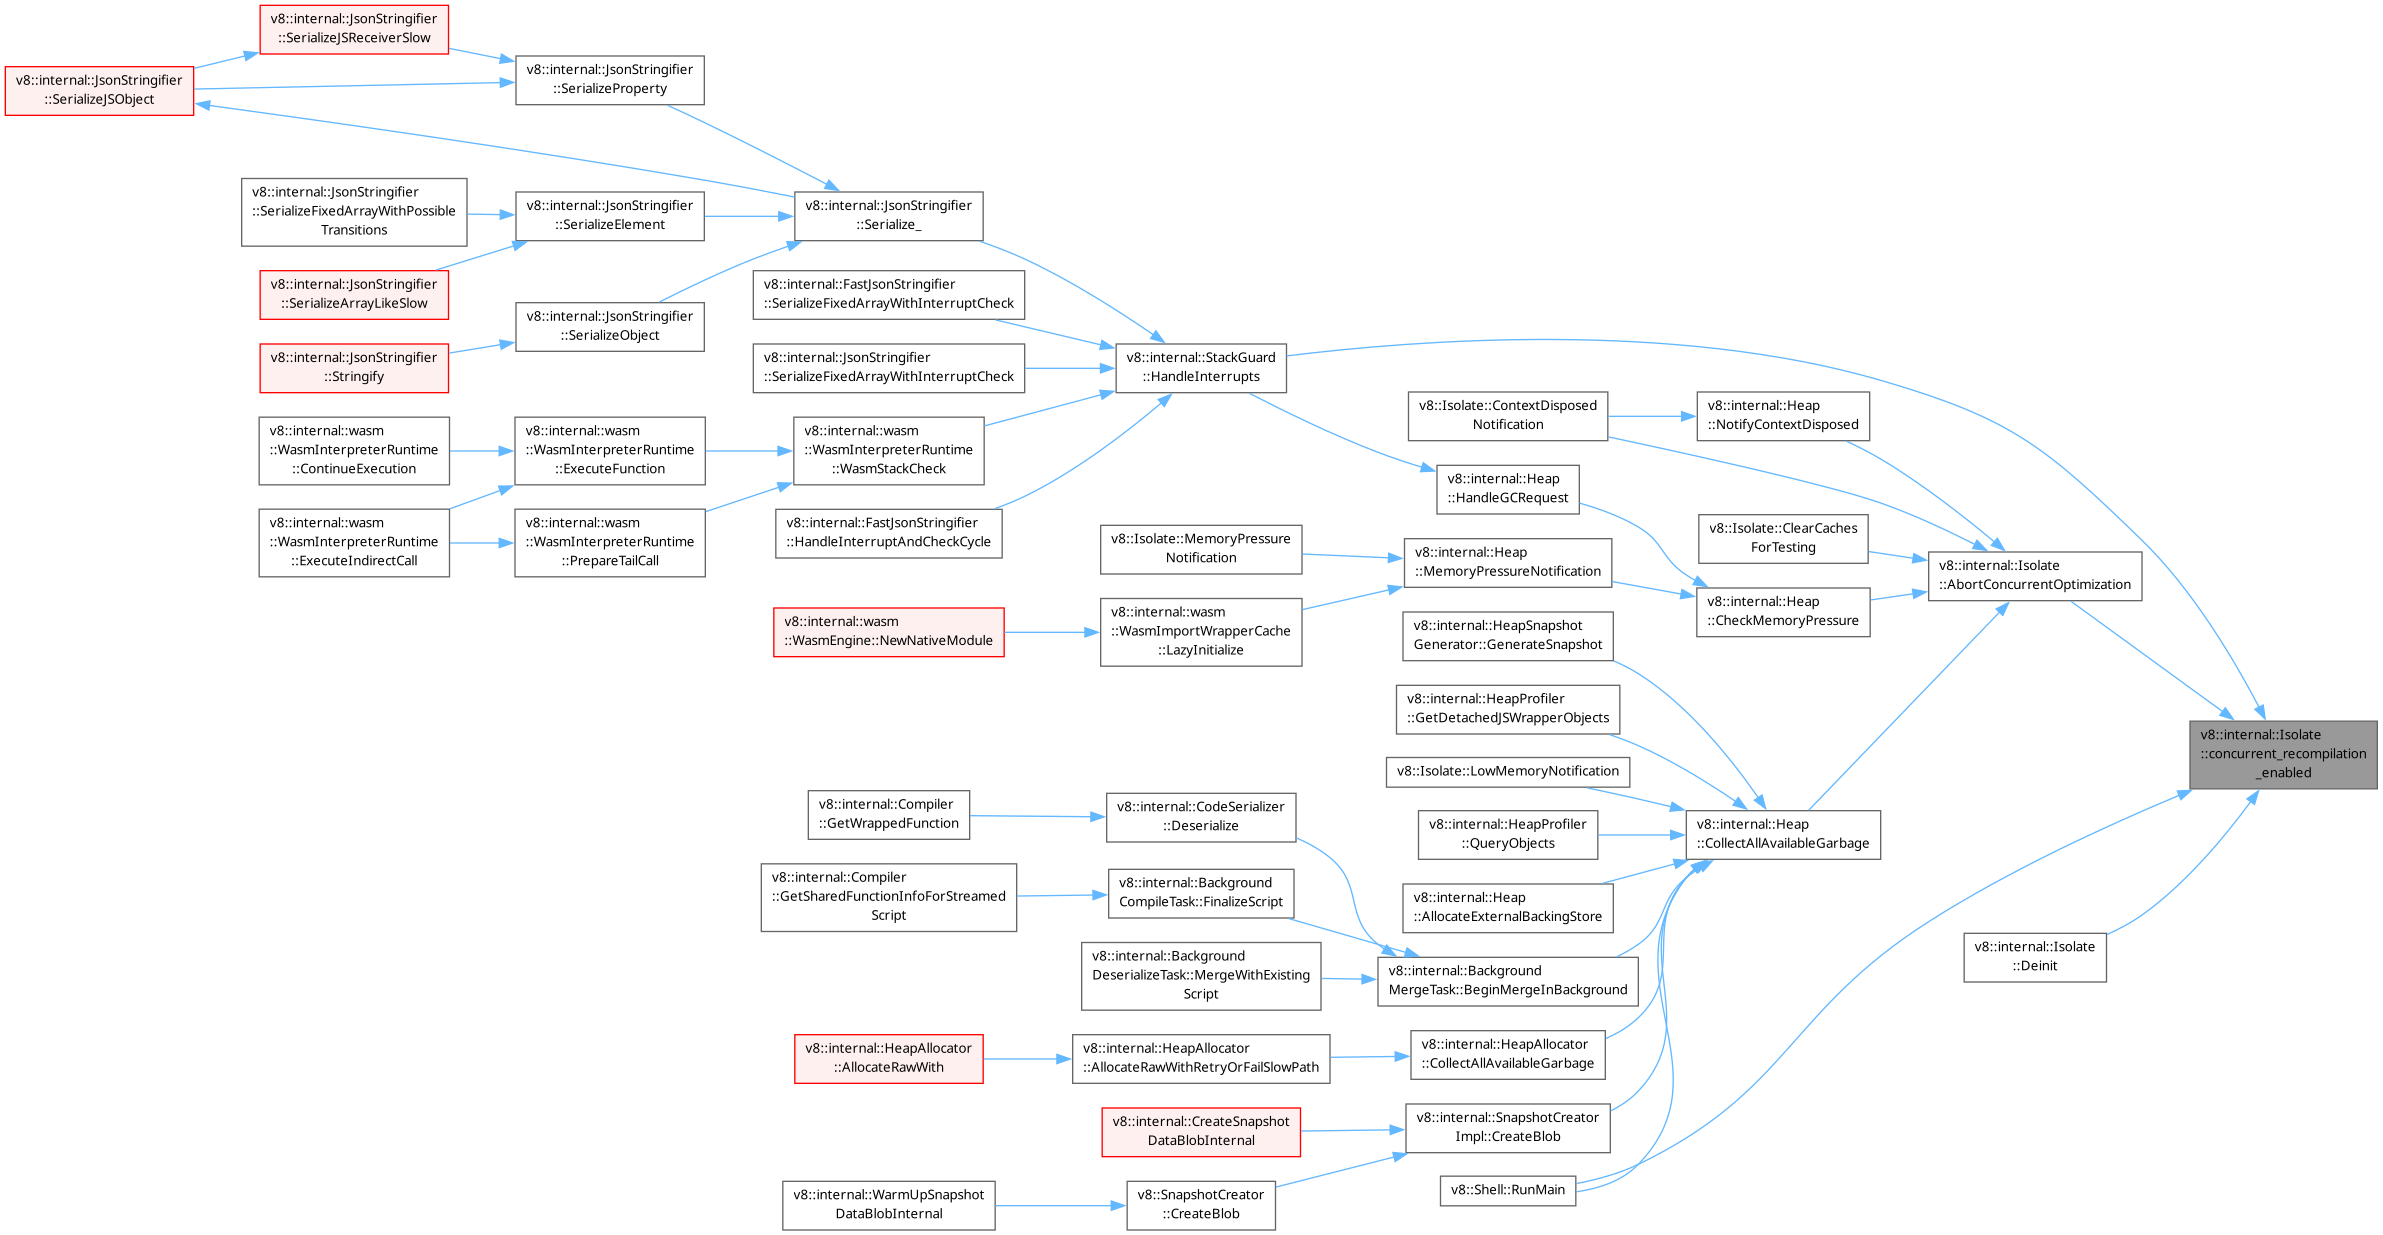 v8::internal::JsonStringifier
::SerializeJSReceiverSlow
v8::internal::JsonStringifier
::SerializeJSObject
v8::internal::JsonStringifier
::SerializeProperty
v8::internal::JsonStringifier
::SerializeFixedArrayWithPossible
Transitions
v8::internal::JsonStringifier
::SerializeElement
v8::internal::JsonStringifier
::Serialize_
v8::internal::JsonStringifier
::SerializeArrayLikeSlow
v8::internal::FastJsonStringifier
::SerializeFixedArrayWithInterruptCheck
v8::internal::JsonStringifier
::SerializeObject
v8::internal::JsonStringifier
::Stringify
v8::internal::JsonStringifier
::SerializeFixedArrayWithInterruptCheck
v8::internal::StackGuard
::HandleInterrupts
v8::Isolate::ContextDisposed
Notification
v8::internal::Heap
::NotifyContextDisposed
v8::internal::wasm
::WasmInterpreterRuntime
::ContinueExecution
v8::internal::wasm
::WasmInterpreterRuntime
::ExecuteFunction
v8::internal::wasm
::WasmInterpreterRuntime
::WasmStackCheck
v8::internal::Heap
::HandleGCRequest
v8::internal::wasm
::WasmInterpreterRuntime
::ExecuteIndirectCall
v8::internal::wasm
::WasmInterpreterRuntime
::PrepareTailCall
v8::internal::FastJsonStringifier
::HandleInterruptAndCheckCycle
v8::Isolate::MemoryPressure
Notification
v8::internal::Heap
::MemoryPressureNotification
v8::Isolate::ClearCaches
ForTesting
v8::internal::Isolate
::AbortConcurrentOptimization
v8::internal::Heap
::CheckMemoryPressure
v8::internal::wasm
::WasmEngine::NewNativeModule
v8::internal::wasm
::WasmImportWrapperCache
::LazyInitialize
v8::internal::HeapSnapshot
Generator::GenerateSnapshot
v8::internal::HeapProfiler
::GetDetachedJSWrapperObjects
v8::internal::Isolate
::concurrent_recompilation
_enabled
v8::Isolate::LowMemoryNotification
v8::internal::Compiler
::GetWrappedFunction
v8::internal::CodeSerializer
::Deserialize
v8::internal::HeapProfiler
::QueryObjects
v8::internal::Heap
::CollectAllAvailableGarbage
v8::internal::Compiler
::GetSharedFunctionInfoForStreamed
Script
v8::internal::Background
CompileTask::FinalizeScript
v8::internal::Heap
::AllocateExternalBackingStore
v8::internal::Isolate
::Deinit
v8::internal::Background
DeserializeTask::MergeWithExisting
Script
v8::internal::Background
MergeTask::BeginMergeInBackground
v8::internal::HeapAllocator
::AllocateRawWith
v8::internal::HeapAllocator
::AllocateRawWithRetryOrFailSlowPath
v8::internal::HeapAllocator
::CollectAllAvailableGarbage
v8::internal::CreateSnapshot
DataBlobInternal
v8::internal::SnapshotCreator
Impl::CreateBlob
v8::Shell::RunMain
v8::internal::WarmUpSnapshot
DataBlobInternal
v8::SnapshotCreator
::CreateBlob